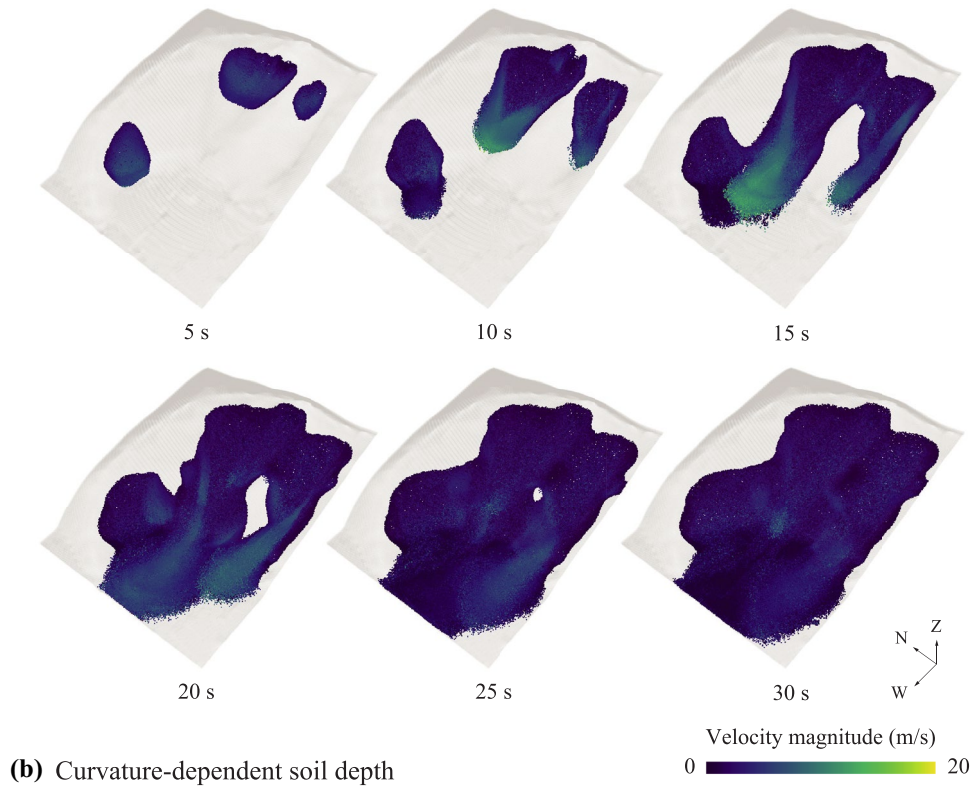 5 s
10 s
15 s
20 s
25 s
30 s
N
Z
W
Velocity magnitude (m/s)
0
20
(b) Curvature-dependent soil depth